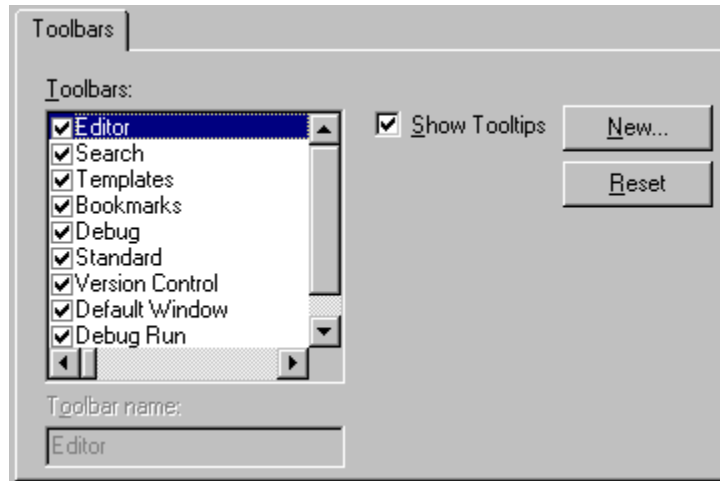 Toolbars
Toolbars:
Editor
Search
Templates
Bookmarks
Debug
Standard
Version Control
Default Window
Debug Run
Show Tooltips
New...
Reset
Toolbar name:
Editor